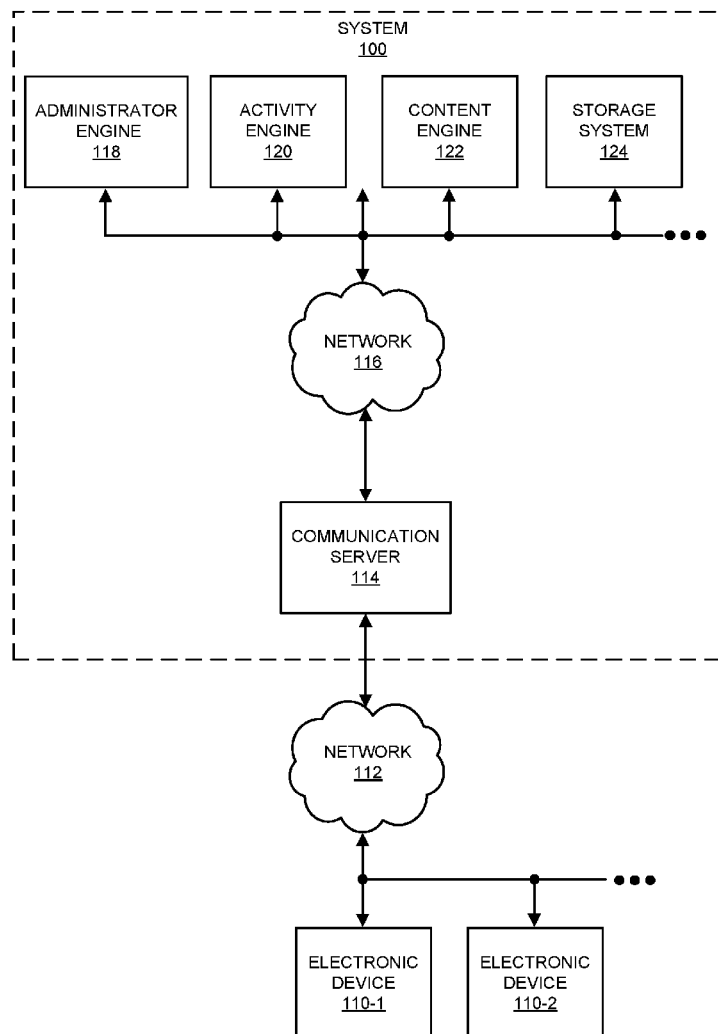 SYSTEM
100
ADMINISTRATOR
ENGINE
118
ACTIVITY
ENGINE
120
CONTENT
ENGINE
122
STORAGE
SYSTEM
124
NETWORK
116
COMMUNICATION
SERVER
114
NETWORK
112
ELECTRONIC
DEVICE
110-1
ELECTRONIC
DEVICE
110-2